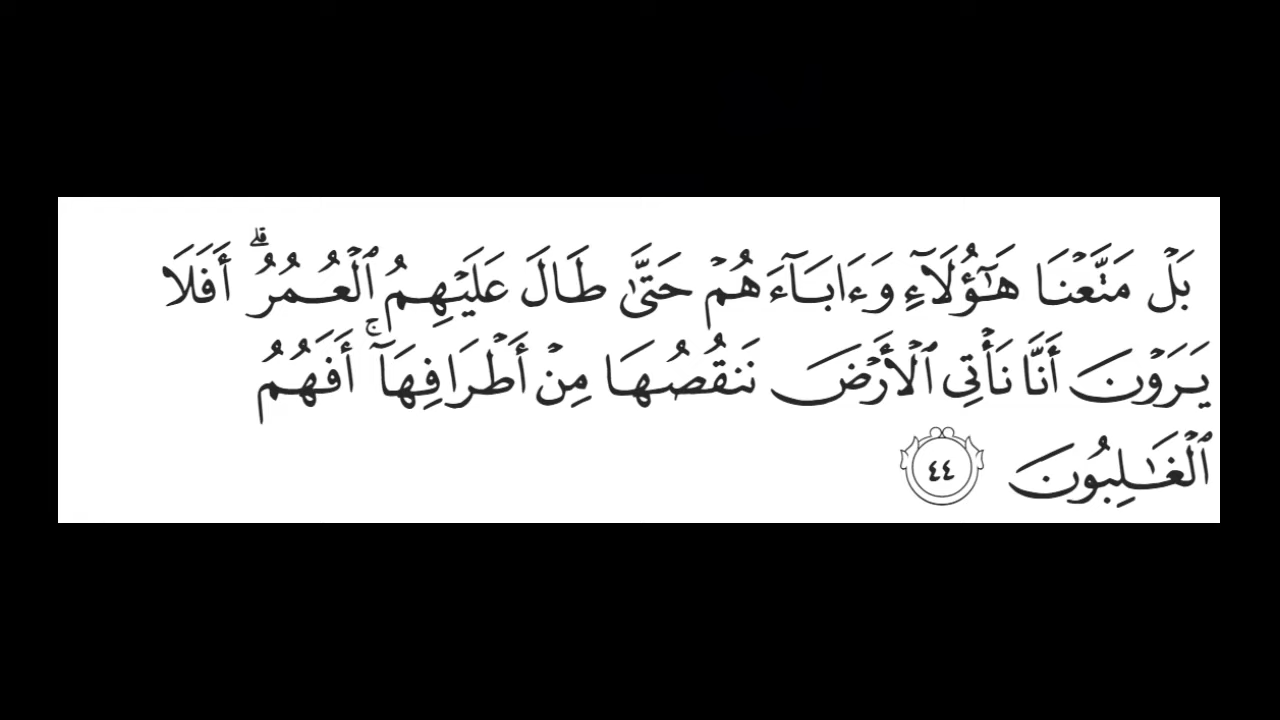 بَلۡ مَتَّعۡنَا هَٰٓؤُلَآءِ وَءَابَآءَهُمۡ حَتَّىٰ طَالَ عَلَيۡهِمُ ٱلۡعُمُرُۗ أَفَلَا
يَرَوۡنَ أَنَّا نَأۡتِي ٱلۡأَرۡضَ نَنقُصُهَا مِنۡ أَطۡرَافِهَآۚ أَفَهُمُ
ٱلۡغَٰلِبُونَ ٤٤